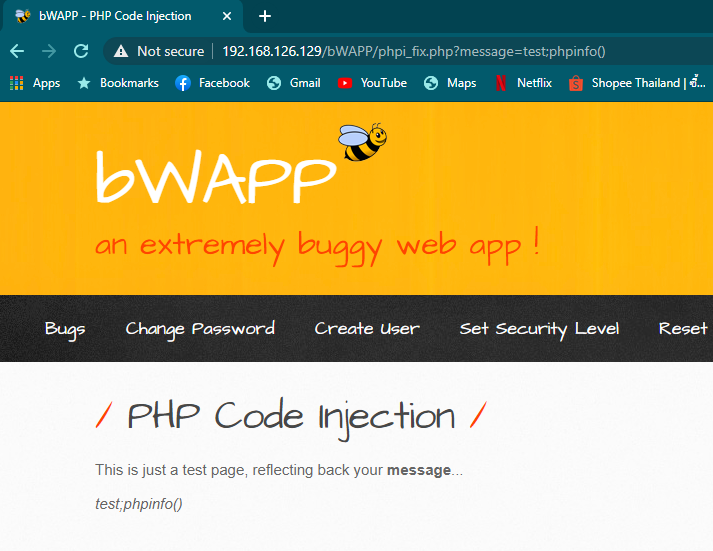 bWAPP - PHP Code Injection
Not secure 192.168.126.129/bWAPP/phpi_fix.php?message=test;phpinfo()
Apps Bookmarks Facebook Gmail YouTube Maps Netflix Shopee Thailand | ซื้...
bWAPP
an extremely buggy web app !
Bugs Change Password Create User Set Security Level Reset
/ PHP Code Injection /
This is just a test page, reflecting back your message...
test;phpinfo()